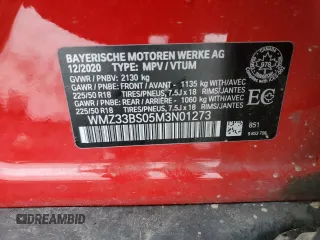 BAYERISCHE MOTOREN WERKE AG
12/2020 TYPE: MPV / VTUM
GVWR / PNBV: 2130 kg
GAWR / PNBE: FRONT / AVANT - 1135 kg WITH/AVEC
225/50 R18 TIRES/PNEUS, 7.5J x 18 RIMS/JANTES
GAWR / PNBE: REAR / ARRIÈRE - 1060 kg WITH/AVEC
225/50 R18 TIRES/PNEUS, 7.5J x 18 RIMS/JANTES
WMZ33BS05M3N01273
978
EC
851
DREAMBID